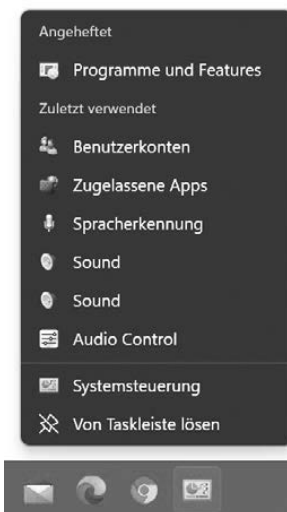 Angeheftet
Programme und Features
Zuletzt verwendet
Benutzerkonten
Zugelassene Apps
Spracherkennung
Sound
Sound
Audio Control
Systemsteuerung
Von Taskleiste lösen